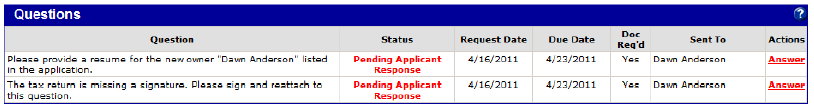 Questions
?
Question Status Request Date Due Date Doc Req'd Sent To Actions
Please provide a resume for the new owner "Dawn Anderson" listed in the application. Pending Applicant Response 4/16/2011 4/23/2011 Yes Dawn Anderson Answer
The tax return is missing a signature. Please sign and reattach to this question. Pending Applicant Response 4/16/2011 4/23/2011 Yes Dawn Anderson Answer